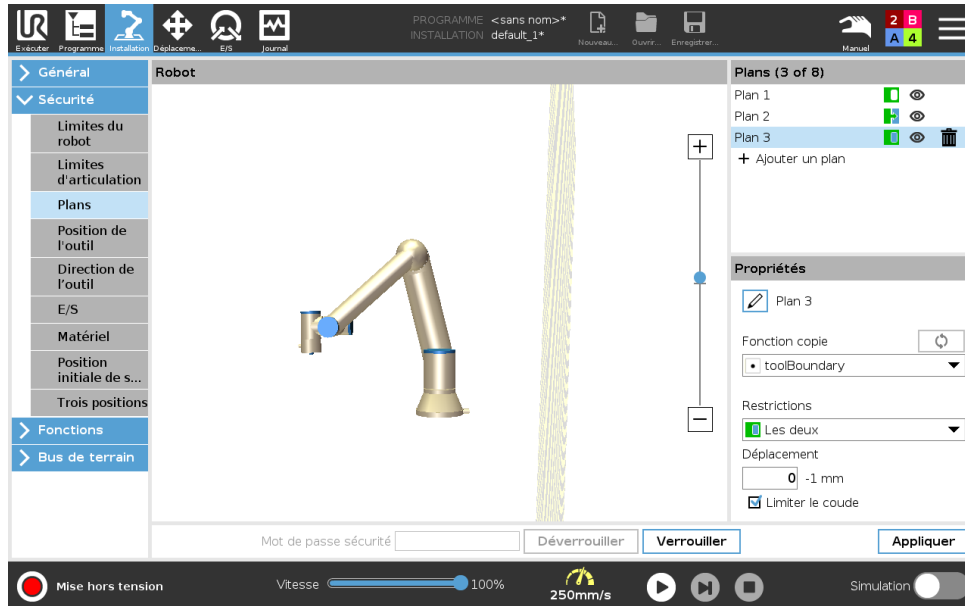 UR
PROGRAMME <sans nom>*
INSTALLATION default_1*
Exécuter Programme Installation Déplaceme... E/S Journal Nouveau... Ouvrir... Enregistrer... Manuel
2 B
A 4
Général
Sécurité
Limites du
robot
Limites
d'articulation
Plans
Position de
l'outil
Direction de
l'outil
E/S
Matériel
Position
initiale de s...
Trois positions
Fonctions
Bus de terrain
Robot
Plans (3 of 8)
Plan 1
Plan 2
Plan 3
+ Ajouter un plan
Propriétés
Plan 3
Fonction copie
toolBoundary
Restrictions
Les deux
Déplacement
0 -1 mm
Limiter le coude
Mot de passe sécurité Déverrouiller Verrouiller Appliquer
Mise hors tension Vitesse 100% 250mm/s Simulation